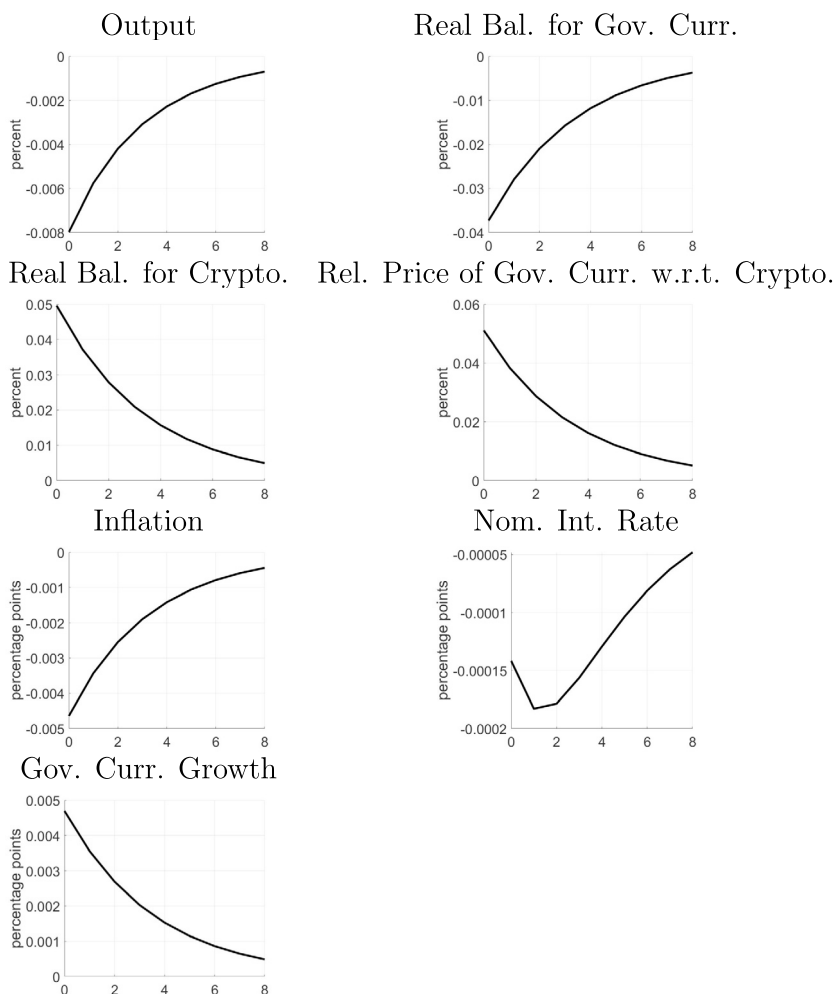 Output
0
-0.002
-0.004
-0.006
-0.008
percent
0 2 4 6 8
Real Bal. for Gov. Curr.
0
-0.01
-0.02
-0.03
-0.04
percent
0 2 4 6 8
Real Bal. for Crypto.
0.05
0.04
0.03
0.02
0.01
0
percent
0 2 4 6 8
Rel. Price of Gov. Curr. w.r.t. Crypto.
0.06
0.04
0.02
0
percent
0 2 4 6 8
Inflation
0
-0.001
-0.002
-0.003
-0.004
-0.005
percentage points
0 2 4 6 8
Nom. Int. Rate
-0.00005
-0.0001
-0.00015
-0.0002
percentage points
0 2 4 6 8
Gov. Curr. Growth
0.005
0.004
0.003
0.002
0.001
0
percentage points
0 2 4 6 8